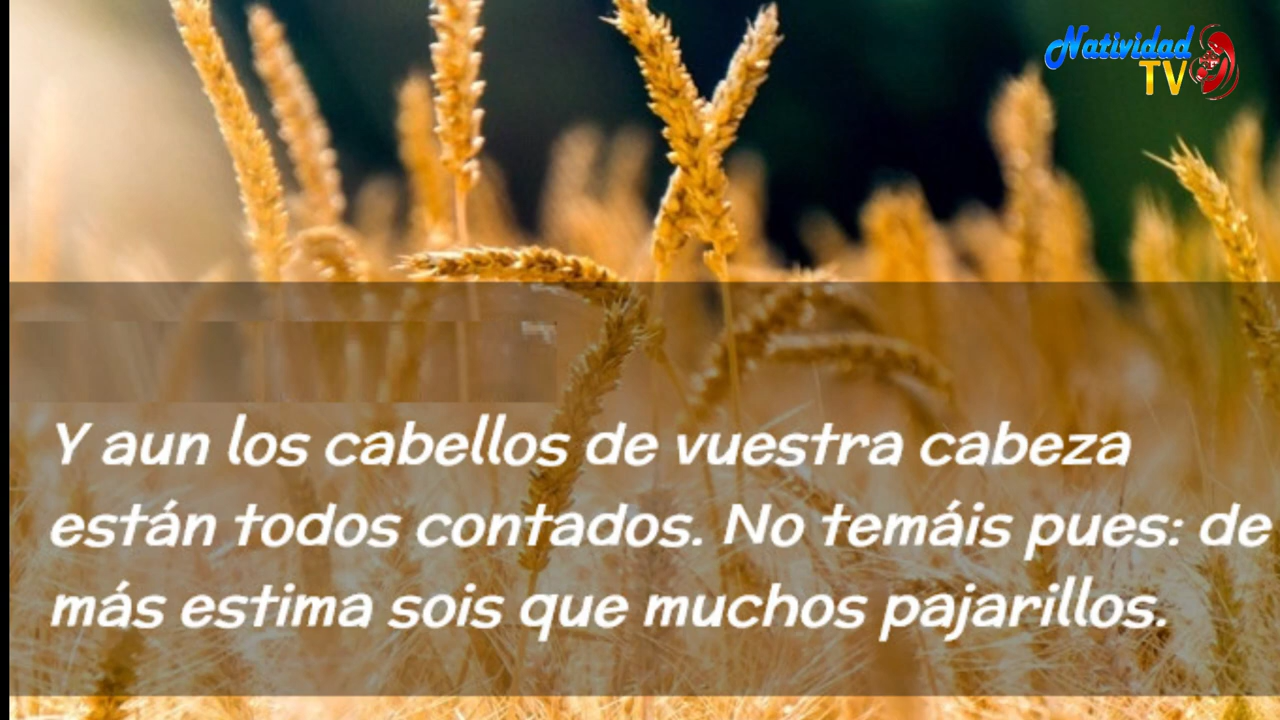 Natividad
TV
Y aun los cabellos de vuestra cabeza
están todos contados. No temáis pues: de
más estima sois que muchos pajarillos.